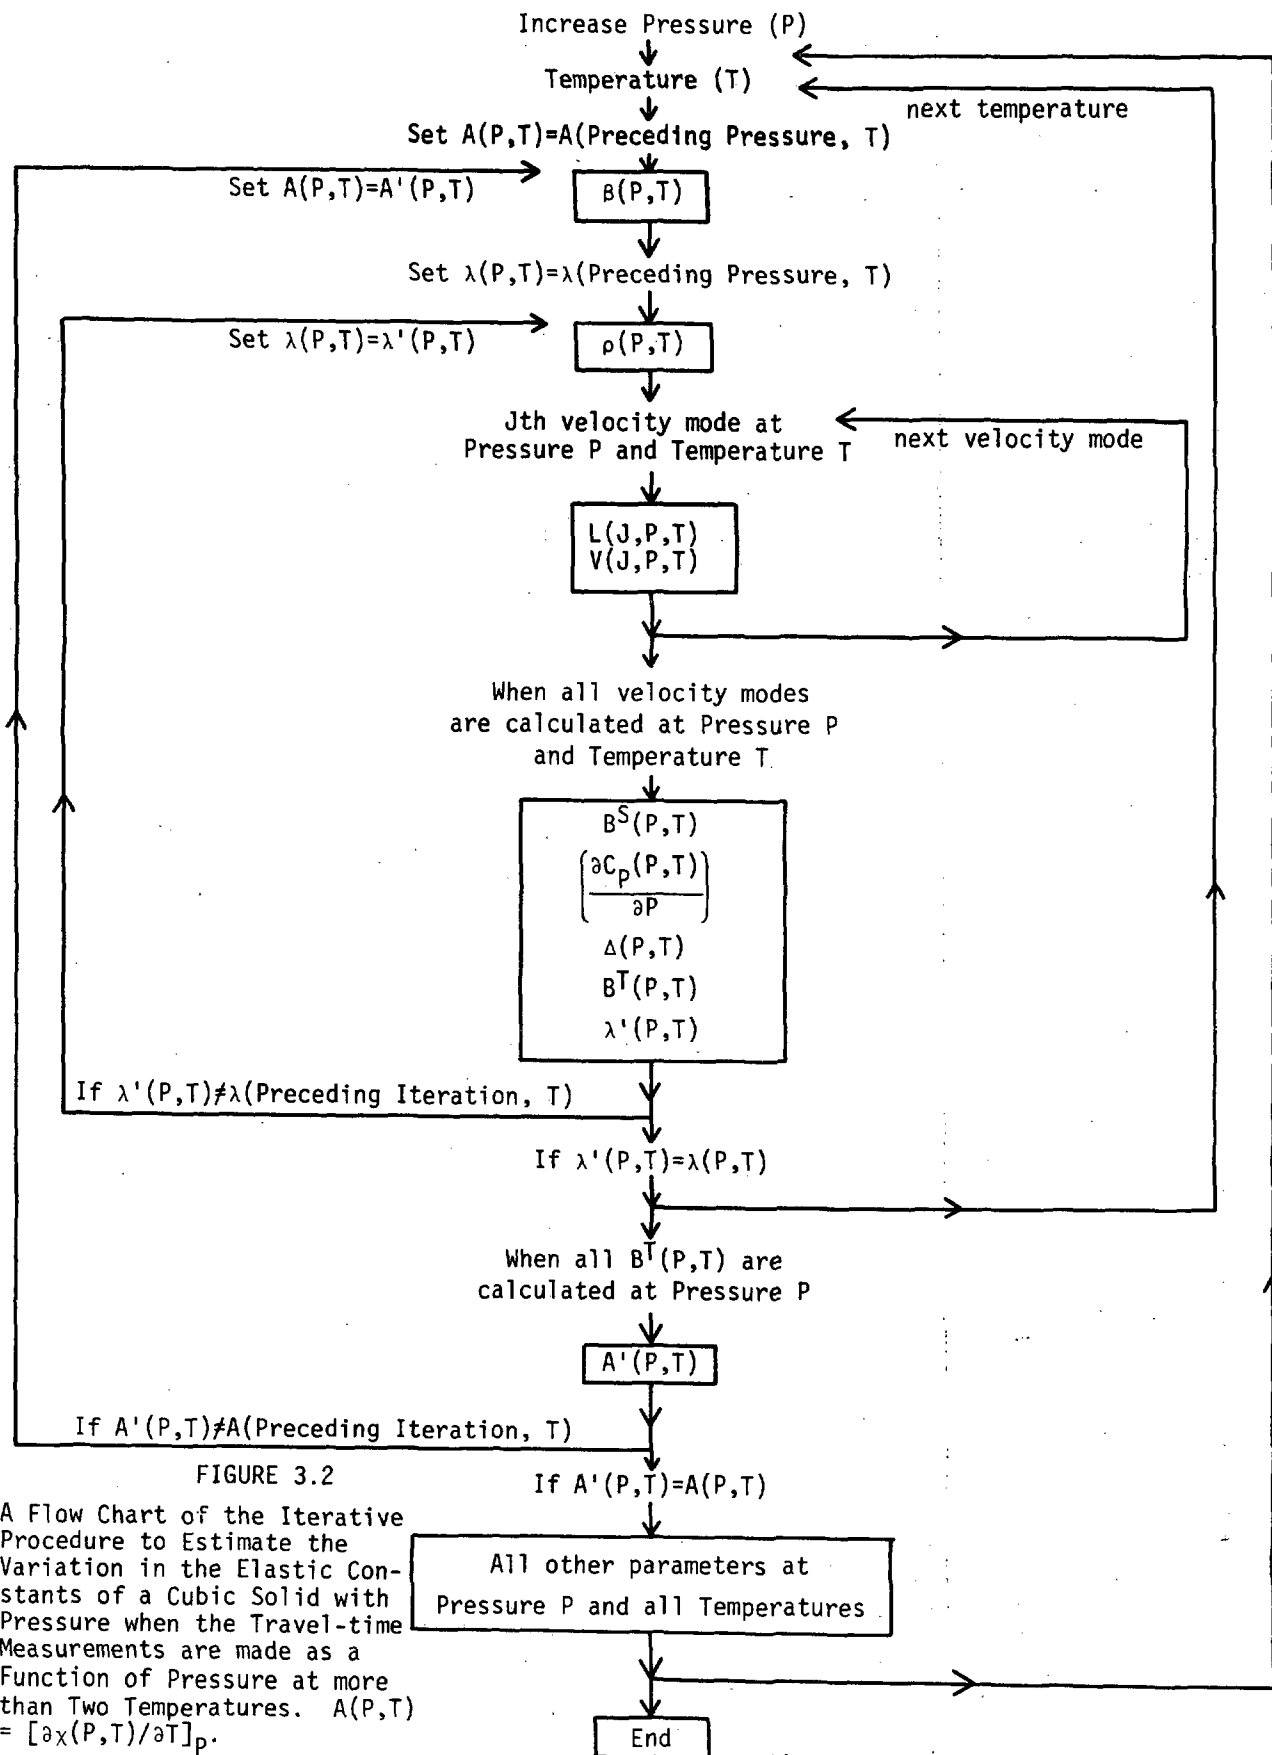 Increase Pressure (P)
Temperature (T)
next temperature
Set A(P,T)=A(Preceding Pressure, T)
Set A(P,T)=A'(P,T)
β(P,T)
Set λ(P,T)=λ(Preceding Pressure, T)
Set λ(P,T)=λ'(P,T)
ρ(P,T)
Jth velocity mode at
Pressure P and Temperature T
next velocity mode
L(J,P,T)
V(J,P,T)
When all velocity modes
are calculated at Pressure P
and Temperature T
B^S(P,T)
(∂C_p(P,T)
/∂P)
Δ(P,T)
B^T(P,T)
λ'(P,T)
If λ'(P,T)≠λ(Preceding Iteration, T)
If λ'(P,T)=λ(P,T)
When all B^T(P,T) are
calculated at Pressure P
A'(P,T)
If A'(P,T)≠A(Preceding Iteration, T)
If A'(P,T)=A(P,T)
All other parameters at
Pressure P and all Temperatures
End
FIGURE 3.2
A Flow Chart of the Iterative
Procedure to Estimate the
Variation in the Elastic Con-
stants of a Cubic Solid with
Pressure when the Travel-time
Measurements are made as a
Function of Pressure at more
than Two Temperatures. A(P,T)
= [∂χ(P,T)/∂T]_P.